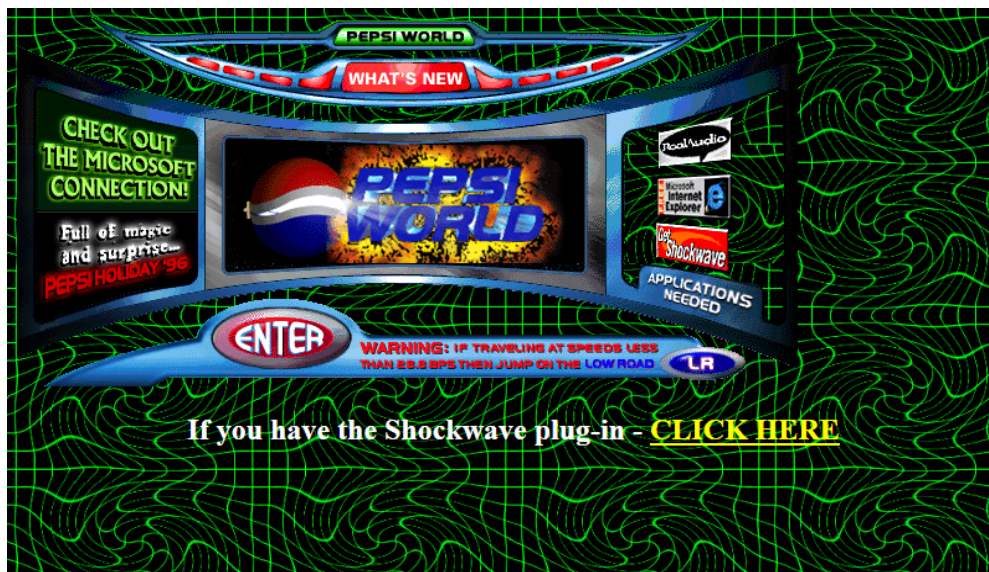 PEPSI WORLD
WHAT'S NEW
CHECK OUT
THE MICROSOFT
CONNECTION!
Full of magic
and surprise...
PEPSI HOLIDAY '96
PEPSI
WORLD
RealAudio
Microsoft
Internet
Explorer
Get
Shockwave
APPLICATIONS
NEEDED
ENTER
WARNING: IF TRAVELING AT SPEEDS LESS
THAN 28.8 BPS THEN JUMP ON THE LOW ROAD
LR
If you have the Shockwave plug-in - CLICK HERE